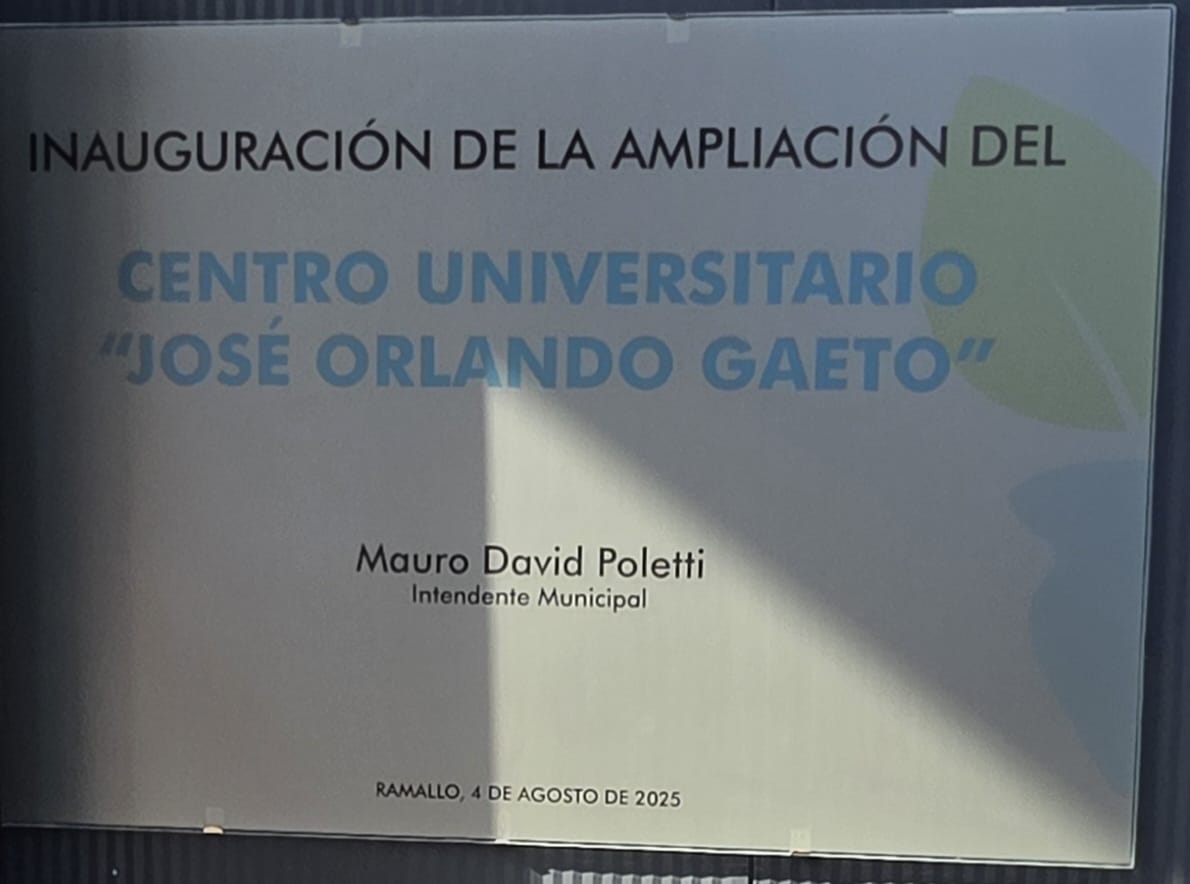 INAUGURACIÓN DE LA AMPLIACIÓN DEL
CENTRO UNIVERSITARIO
“JOSÉ ORLANDO GAETO”
Mauro David Poletti
Intendente Municipal
RAMALLO, 4 DE AGOSTO DE 2025